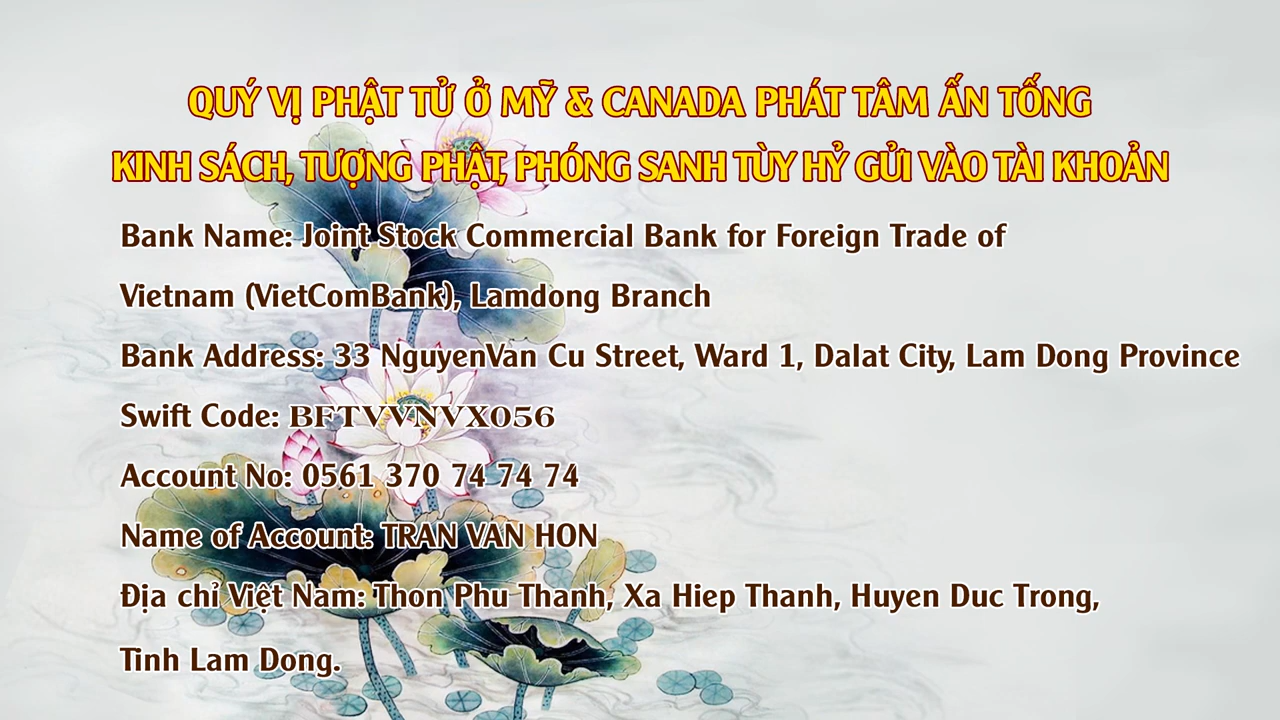 QUÝ VỊ PHẬT TỬ Ở MỸ & CANADA PHÁT TÂM ẤN TỐNG
KINH SÁCH, TƯỢNG PHẬT, PHÓNG SANH TÙY HỶ GỬI VÀO TÀI KHOẢN
Bank Name: Joint Stock Commercial Bank for Foreign Trade of
Vietnam (VietComBank), Lamdong Branch
Bank Address: 33 NguyenVan Cu Street, Ward 1, Dalat City, Lam Dong Province
Swift Code: BFTVVNVX056
Account No: 0561 370 74 74 74
Name of Account: TRAN VAN HON
Địa chỉ Việt Nam: Thon Phu Thanh, Xa Hiep Thanh, Huyen Duc Trong,
Tinh Lam Dong.